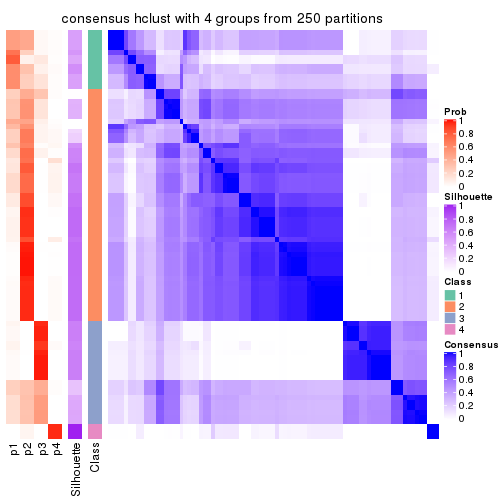 consensus hclust with 4 groups from 250 partitions
Prob
1
0.8
0.6
0.4
0.2
0
Silhouette
1
0.8
0.6
0.4
0.2
0
Class
1
2
3
4
Consensus
1
0.8
0.6
0.4
0.2
0
p1
p2
p3
p4
Silhouette
Class